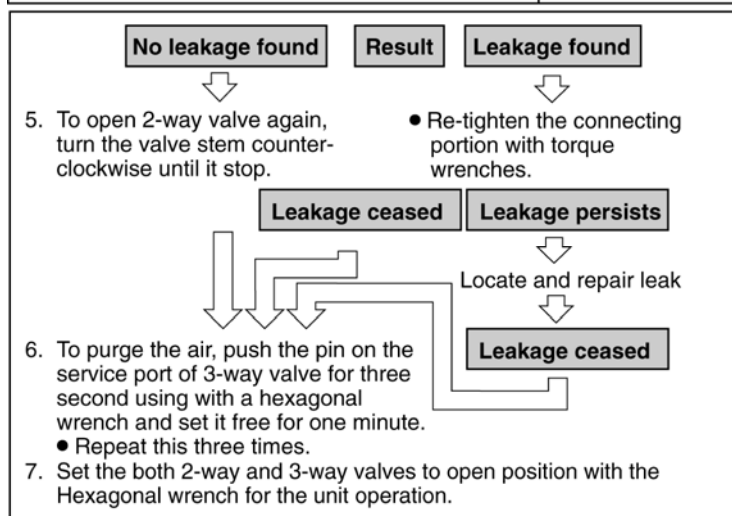 No leakage found
Result
Leakage found
5. To open 2-way valve again,
turn the valve stem counter-
clockwise until it stop.
● Re-tighten the connecting
portion with torque
wrenches.
Leakage ceased
Leakage persists
Locate and repair leak
Leakage ceased
6. To purge the air, push the pin on the
service port of 3-way valve for three
second using with a hexagonal
wrench and set it free for one minute.
● Repeat this three times.
7. Set the both 2-way and 3-way valves to open position with the
Hexagonal wrench for the unit operation.